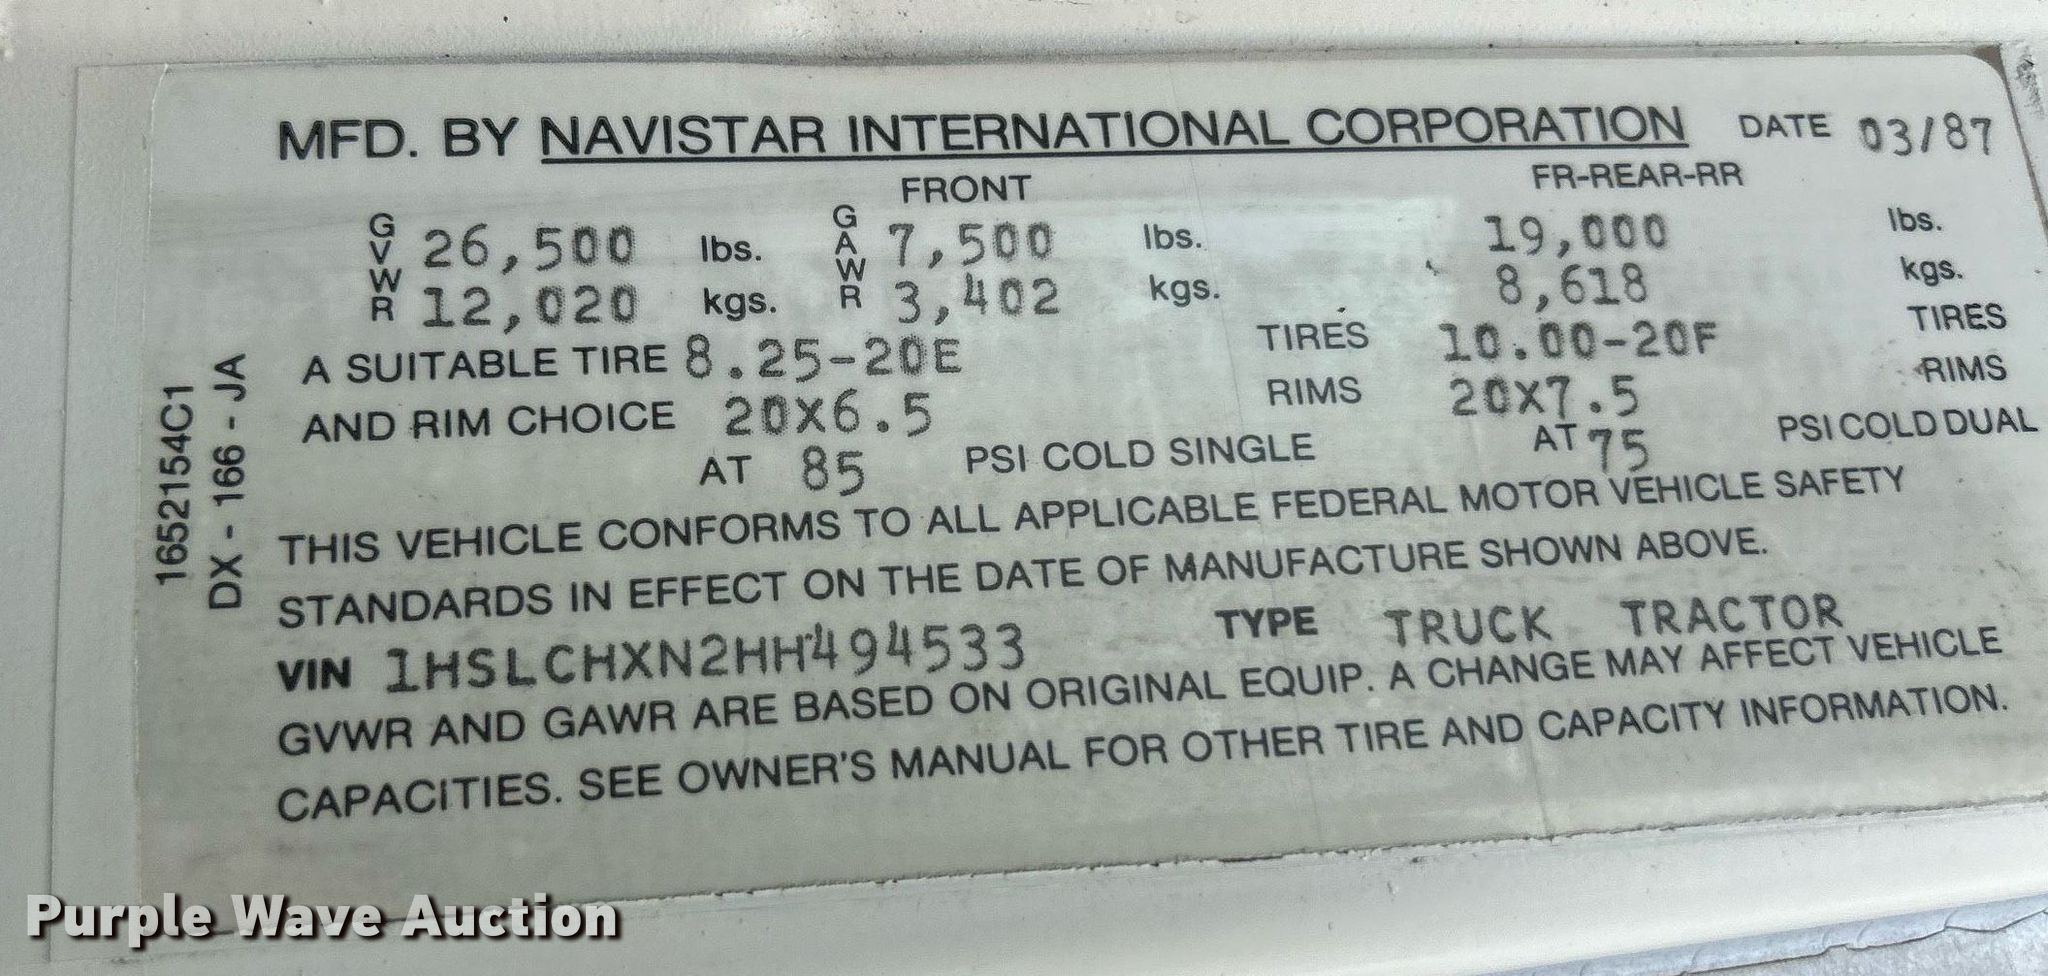 MFD. BY NAVISTAR INTERNATIONAL CORPORATION DATE 03/87
FRONT FR-REAR-RR
GVWR 26,500 lbs. GAWR 7,500 lbs. 19,000 lbs.
12,020 kgs. 3,402 kgs. 8,618 kgs.
A SUITABLE TIRE 8.25-20E TIRES 10.00-20F TIRES
AND RIM CHOICE 20X6.5 RIMS 20X7.5 RIMS
AT 85 PSI COLD SINGLE AT 75 PSI COLD DUAL
THIS VEHICLE CONFORMS TO ALL APPLICABLE FEDERAL MOTOR VEHICLE SAFETY
STANDARDS IN EFFECT ON THE DATE OF MANUFACTURE SHOWN ABOVE.
VIN 1HSLCHXN2HH494533 TYPE TRUCK TRACTOR
GVWR AND GAWR ARE BASED ON ORIGINAL EQUIP. A CHANGE MAY AFFECT VEHICLE
CAPACITIES. SEE OWNER'S MANUAL FOR OTHER TIRE AND CAPACITY INFORMATION.
1652154C1
DX - 166 - JA
Purple Wave Auction